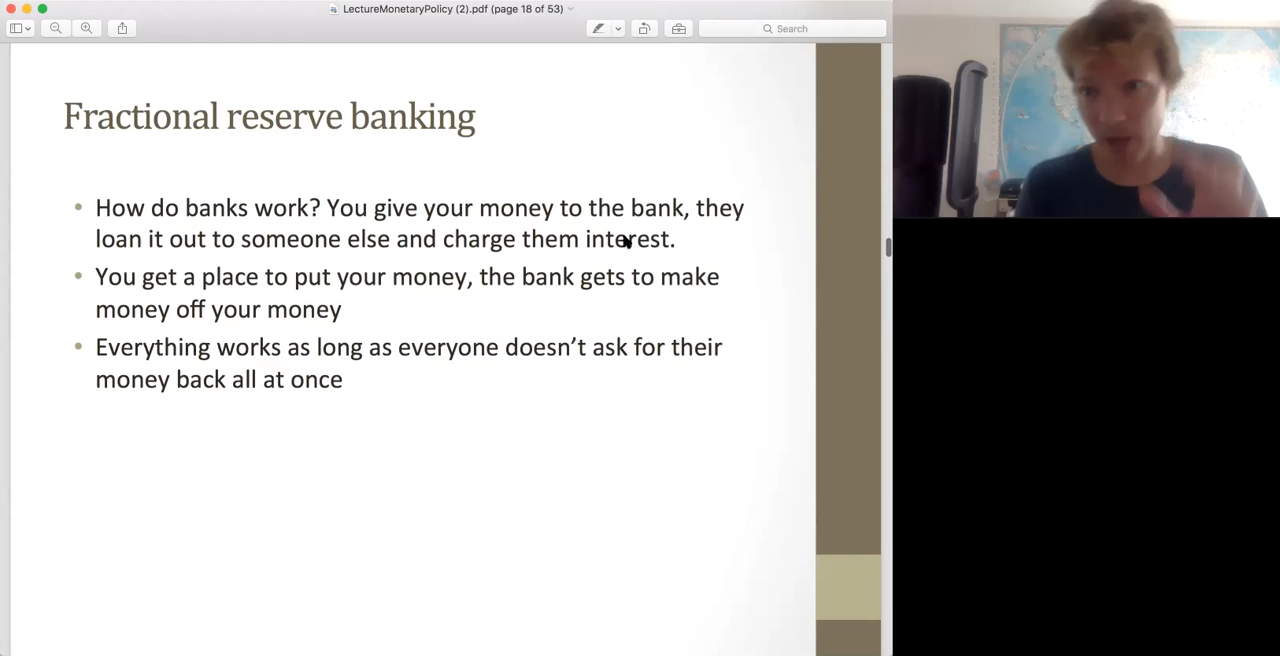 LectureMonetaryPolicy (2).pdf (page 18 of 53)
Search
Fractional reserve banking
• How do banks work? You give your money to the bank, they
loan it out to someone else and charge them interest.
• You get a place to put your money, the bank gets to make
money off your money
• Everything works as long as everyone doesn’t ask for their
money back all at once